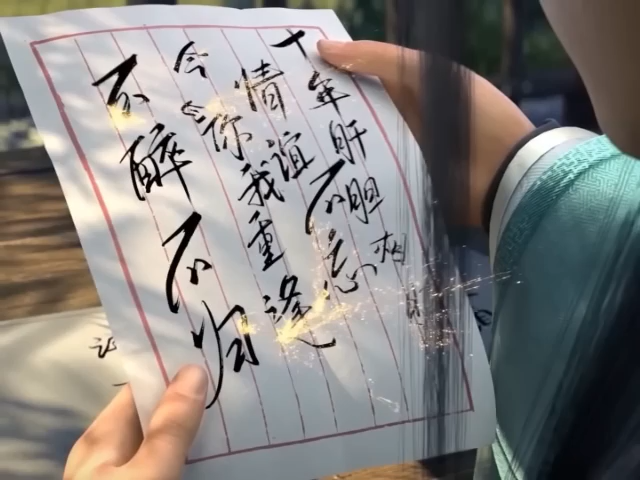 十年肝胆相
情谊不忘
今你我重逢
不醉不归